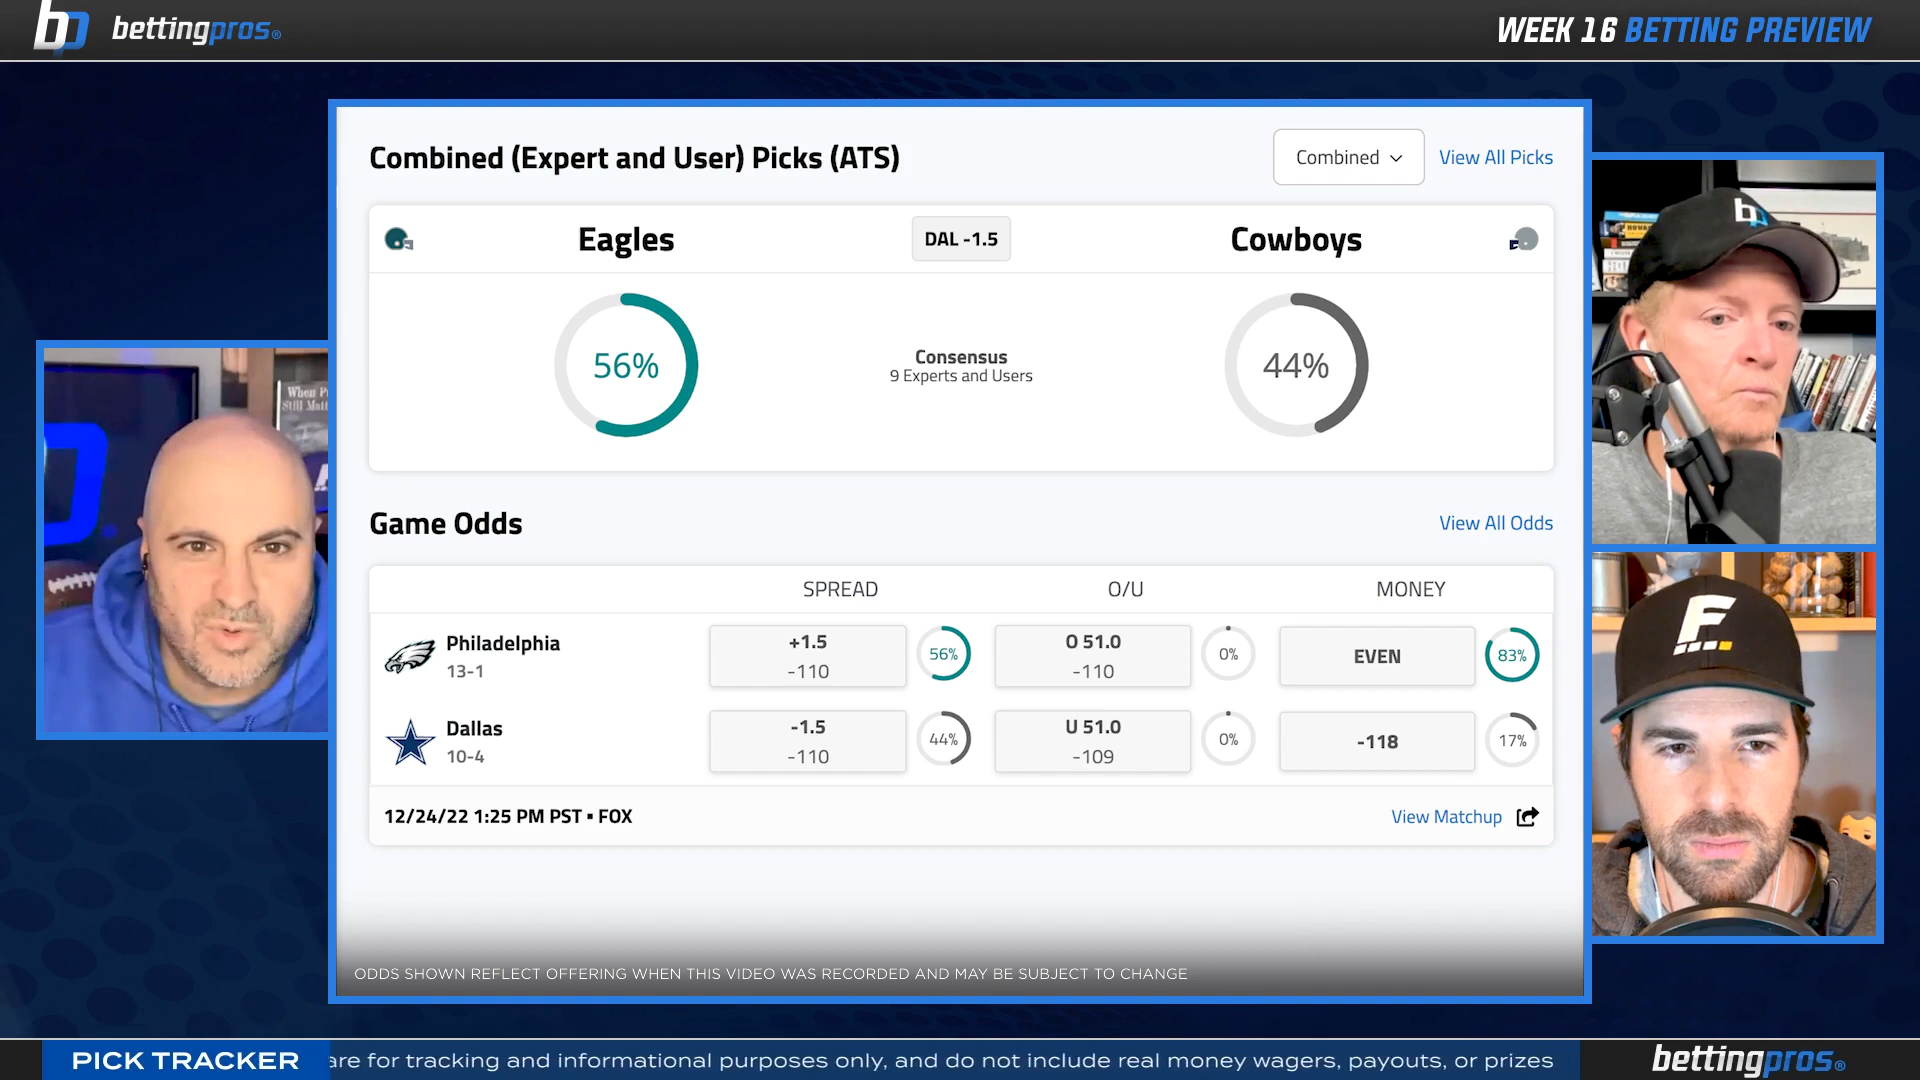 bettingpros®
WEEK 16 BETTING PREVIEW
Combined (Expert and User) Picks (ATS)
Combined
View All Picks
Eagles
DAL -1.5
Cowboys
56%
Consensus
9 Experts and Users
44%
Game Odds
View All Odds
SPREAD
O/U
MONEY
Philadelphia
13-1
+1.5
-110
56%
O 51.0
-110
0%
EVEN
83%
Dallas
10-4
-1.5
-110
44%
U 51.0
-109
0%
-118
17%
12/24/22 1:25 PM PST • FOX
View Matchup
ODDS SHOWN REFLECT OFFERING WHEN THIS VIDEO WAS RECORDED AND MAY BE SUBJECT TO CHANGE
PICK TRACKER
are for tracking and informational purposes only, and do not include real money wagers, payouts, or prizes
bettingpros®